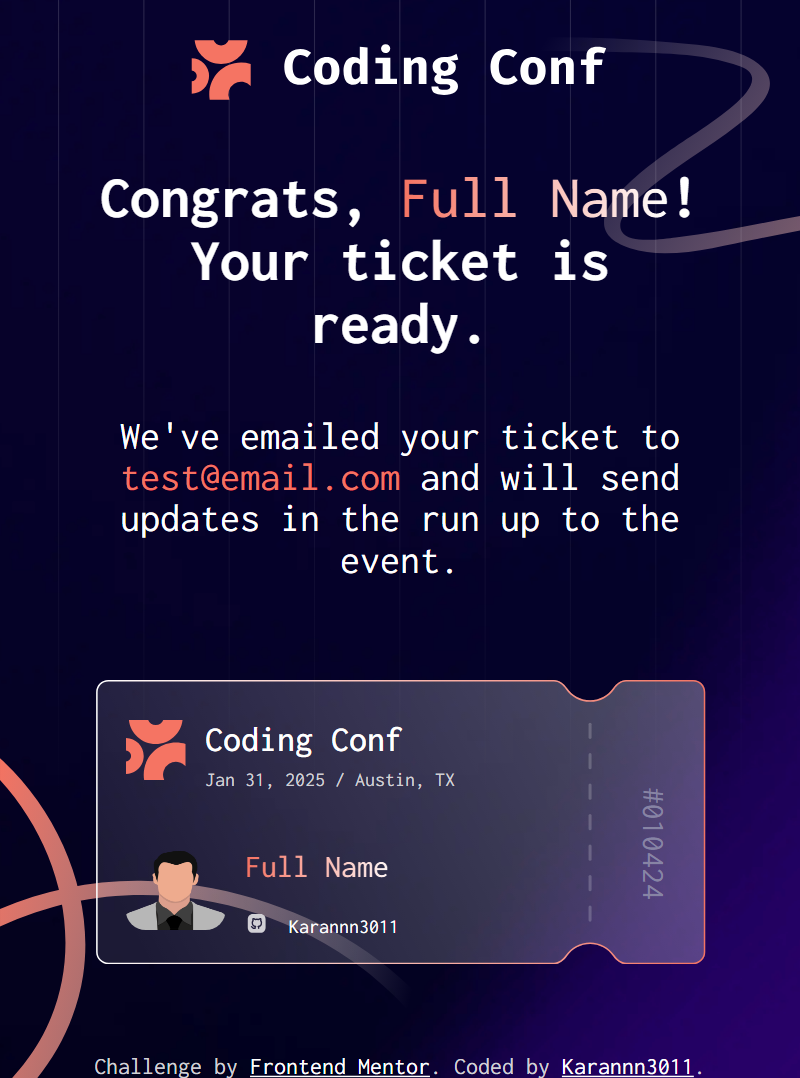 Coding Conf
Congrats, Full Name!
Your ticket is
ready.
We've emailed your ticket to
test@email.com and will send
updates in the run up to the
event.
Coding Conf
Jan 31, 2025 / Austin, TX
#010424
Full Name
Karannn3011
Challenge by Frontend Mentor. Coded by Karannn3011.